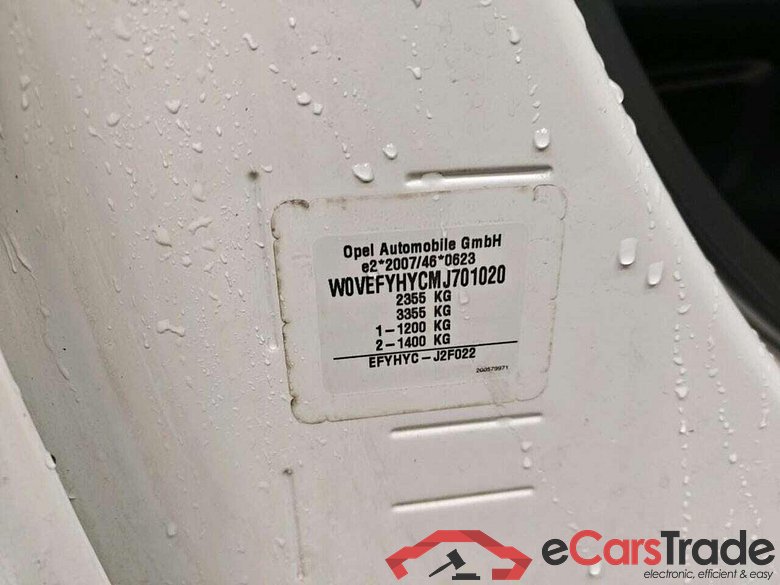 Opel Automobile GmbH
e2*2007/46*0623
W0VEFYHYCMJ701020
2355 KG
3355 KG
1-1200 KG
2-1400 KG
EFYHYC-J2F022
200579971
eCarsTrade
electronic, efficient & easy